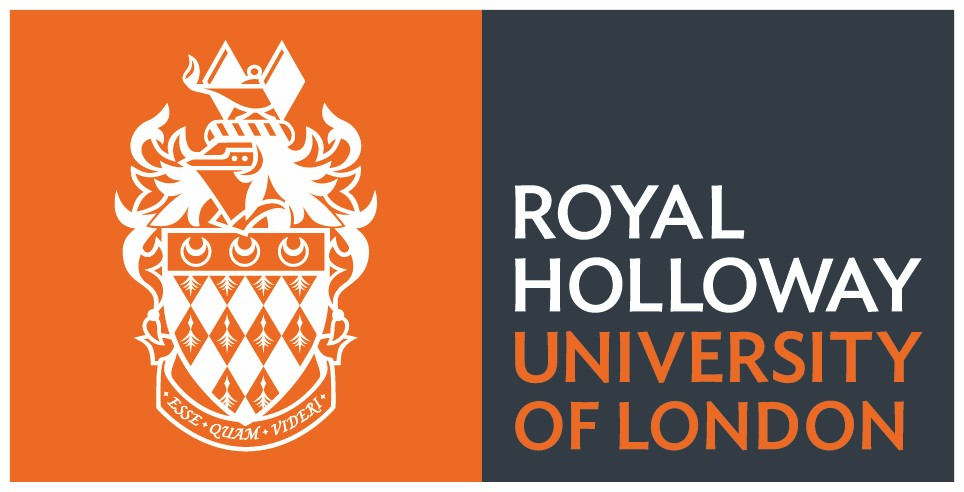 ESSE • QUAM • VIDERI
ROYAL
HOLLOWAY
UNIVERSITY
OF LONDON